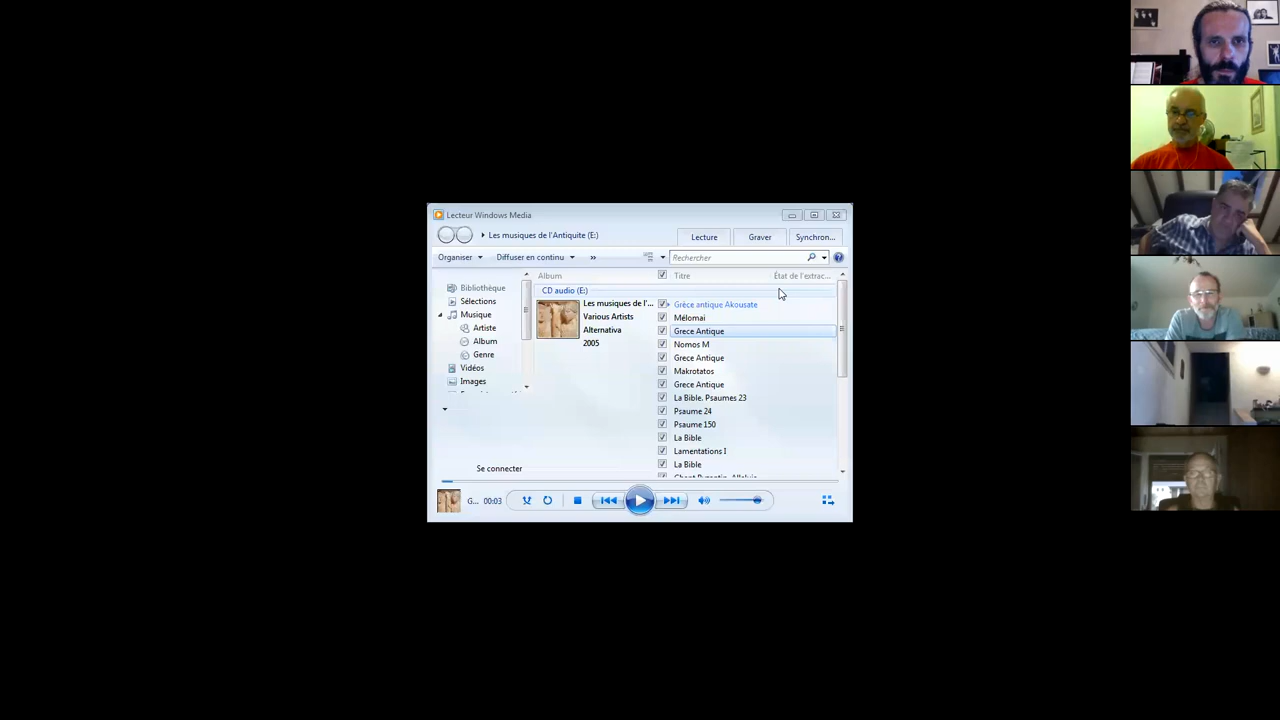 Lecteur Windows Media
Les musiques de l'Antiquite (E:)
Lecture
Graver
Synchron...
Organiser
Diffuser en continu
»
Rechercher
Bibliothèque
Sélections
Musique
Artiste
Album
Genre
Vidéos
Images
Se connecter
Album
Titre
État de l'extrac...
CD audio (E:)
Les musiques de l'...
Various Artists
Alternativa
2005
Grèce antique Akousate
Mélomai
Grece Antique
Nomos M
Grece Antique
Makrotatos
Grece Antique
La Bible. Psaumes 23
Psaume 24
Psaume 150
La Bible
Lamentations I
La Bible
G... 00:03